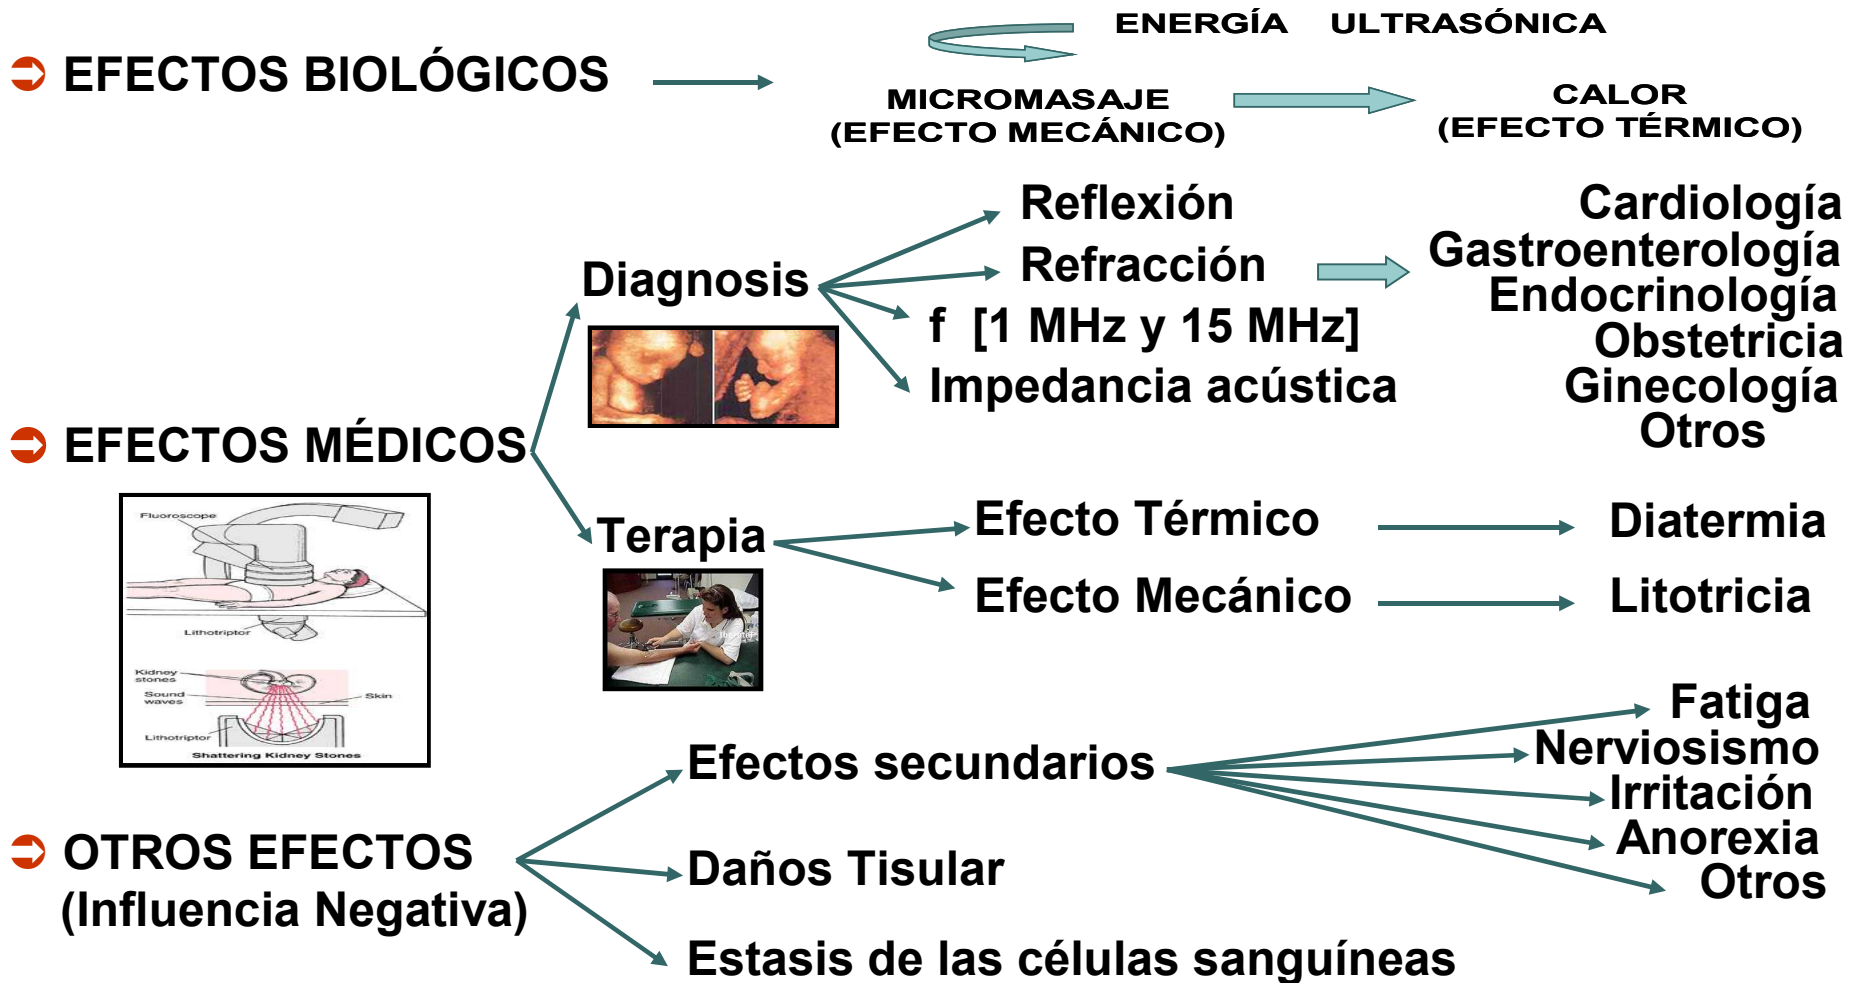 ENERGÍA ULTRASÓNICA
EFECTOS BIOLÓGICOS
MICROMASAJE
(EFECTO MECÁNICO)
CALOR
(EFECTO TÉRMICO)
EFECTOS MÉDICOS
Diagnosis
Reflexión
Refracción
f [1 MHz y 15 MHz]
Impedancia acústica
Cardiología
Gastroenterología
Endocrinología
Obstetricia
Ginecología
Otros
Terapia
Efecto Térmico
Diatermia
Efecto Mecánico
Litotricia
Fluoroscope
Lithotriptor
Kidney
stones
Sound
waves
Skin
Lithotriptor
Shattering Kidney Stones
OTROS EFECTOS
(Influencia Negativa)
Efectos secundarios
Fatiga
Nerviosismo
Irritación
Anorexia
Otros
Daños Tisular
Estasis de las células sanguíneas